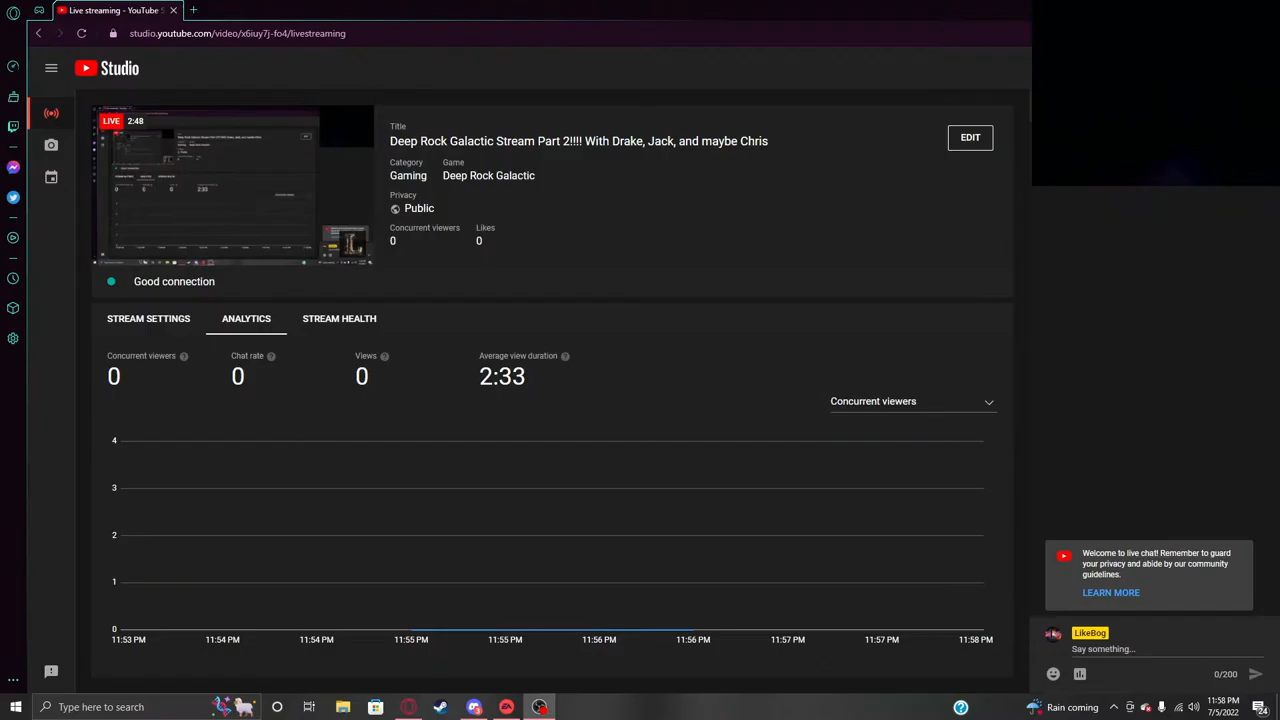 Live streaming - YouTube S
studio.youtube.com/video/x6iuy7j-fo4/livestreaming
Studio
LIVE 2:48
Title
Deep Rock Galactic Stream Part 2!!!! With Drake, Jack, and maybe Chris
EDIT
Category Game
Gaming Deep Rock Galactic
Privacy
Public
Concurrent viewers Likes
0 0
Good connection
STREAM SETTINGS ANALYTICS STREAM HEALTH
Concurrent viewers Chat rate Views Average view duration
0 0 0 2:33
Concurrent viewers
4
3
2
1
0
11:53 PM 11:54 PM 11:54 PM 11:55 PM 11:55 PM 11:56 PM 11:56 PM 11:57 PM 11:57 PM 11:58 PM
Welcome to live chat! Remember to guard
your privacy and abide by our community
guidelines.
LEARN MORE
LikeBog
Say something...
0/200
Type here to search
Rain coming
11:58 PM
7/5/2022
24